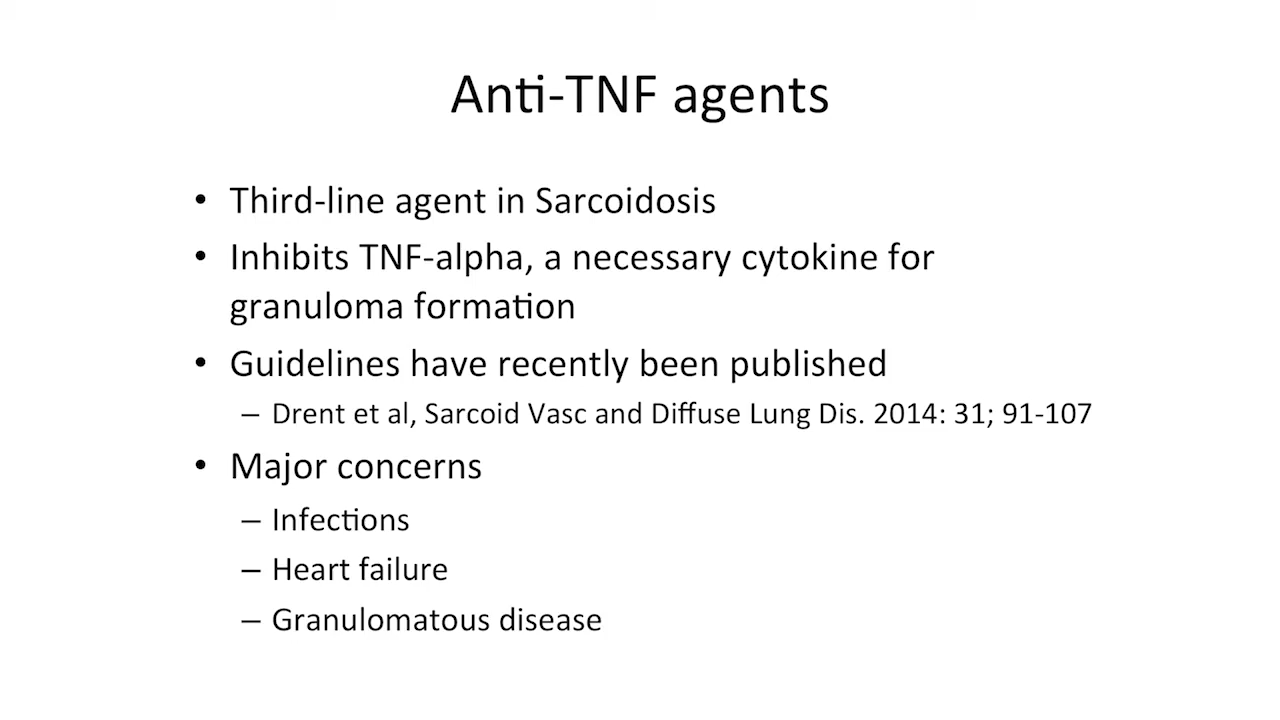 Anti-TNF agents
• Third-line agent in Sarcoidosis
• Inhibits TNF-alpha, a necessary cytokine for
granuloma formation
• Guidelines have recently been published
– Drent et al, Sarcoid Vasc and Diffuse Lung Dis. 2014: 31; 91-107
• Major concerns
– Infections
– Heart failure
– Granulomatous disease